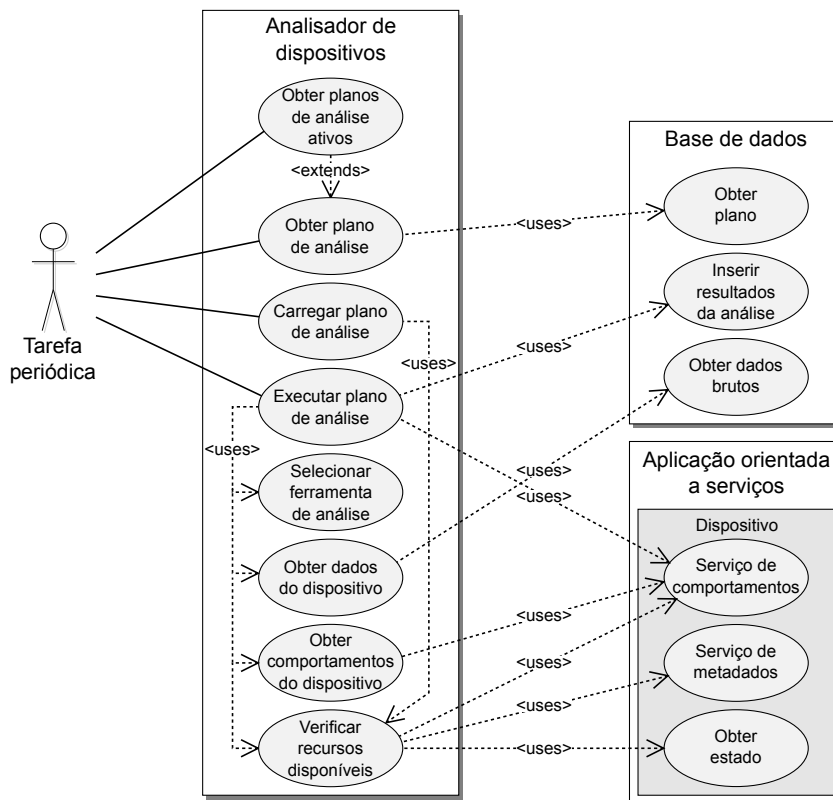 Analisador de
dispositivos
Obter planos
de análise
ativos
<extends>
Obter plano
de análise
Carregar plano
de análise
<uses>
Executar plano
de análise
<uses>
Selecionar
ferramenta
de análise
Obter dados
do dispositivo
Obter
comportamentos
do dispositivo
Verificar
recursos
disponíveis
Tarefa
periódica
<uses>
<uses>
<uses>
<uses>
<uses>
<uses>
<uses>
<uses>
Base de dados
Obter
plano
Inserir
resultados
da análise
Obter dados
brutos
Aplicação orientada
a serviços
Dispositivo
Serviço de
comportamentos
Serviço de
metadados
Obter
estado